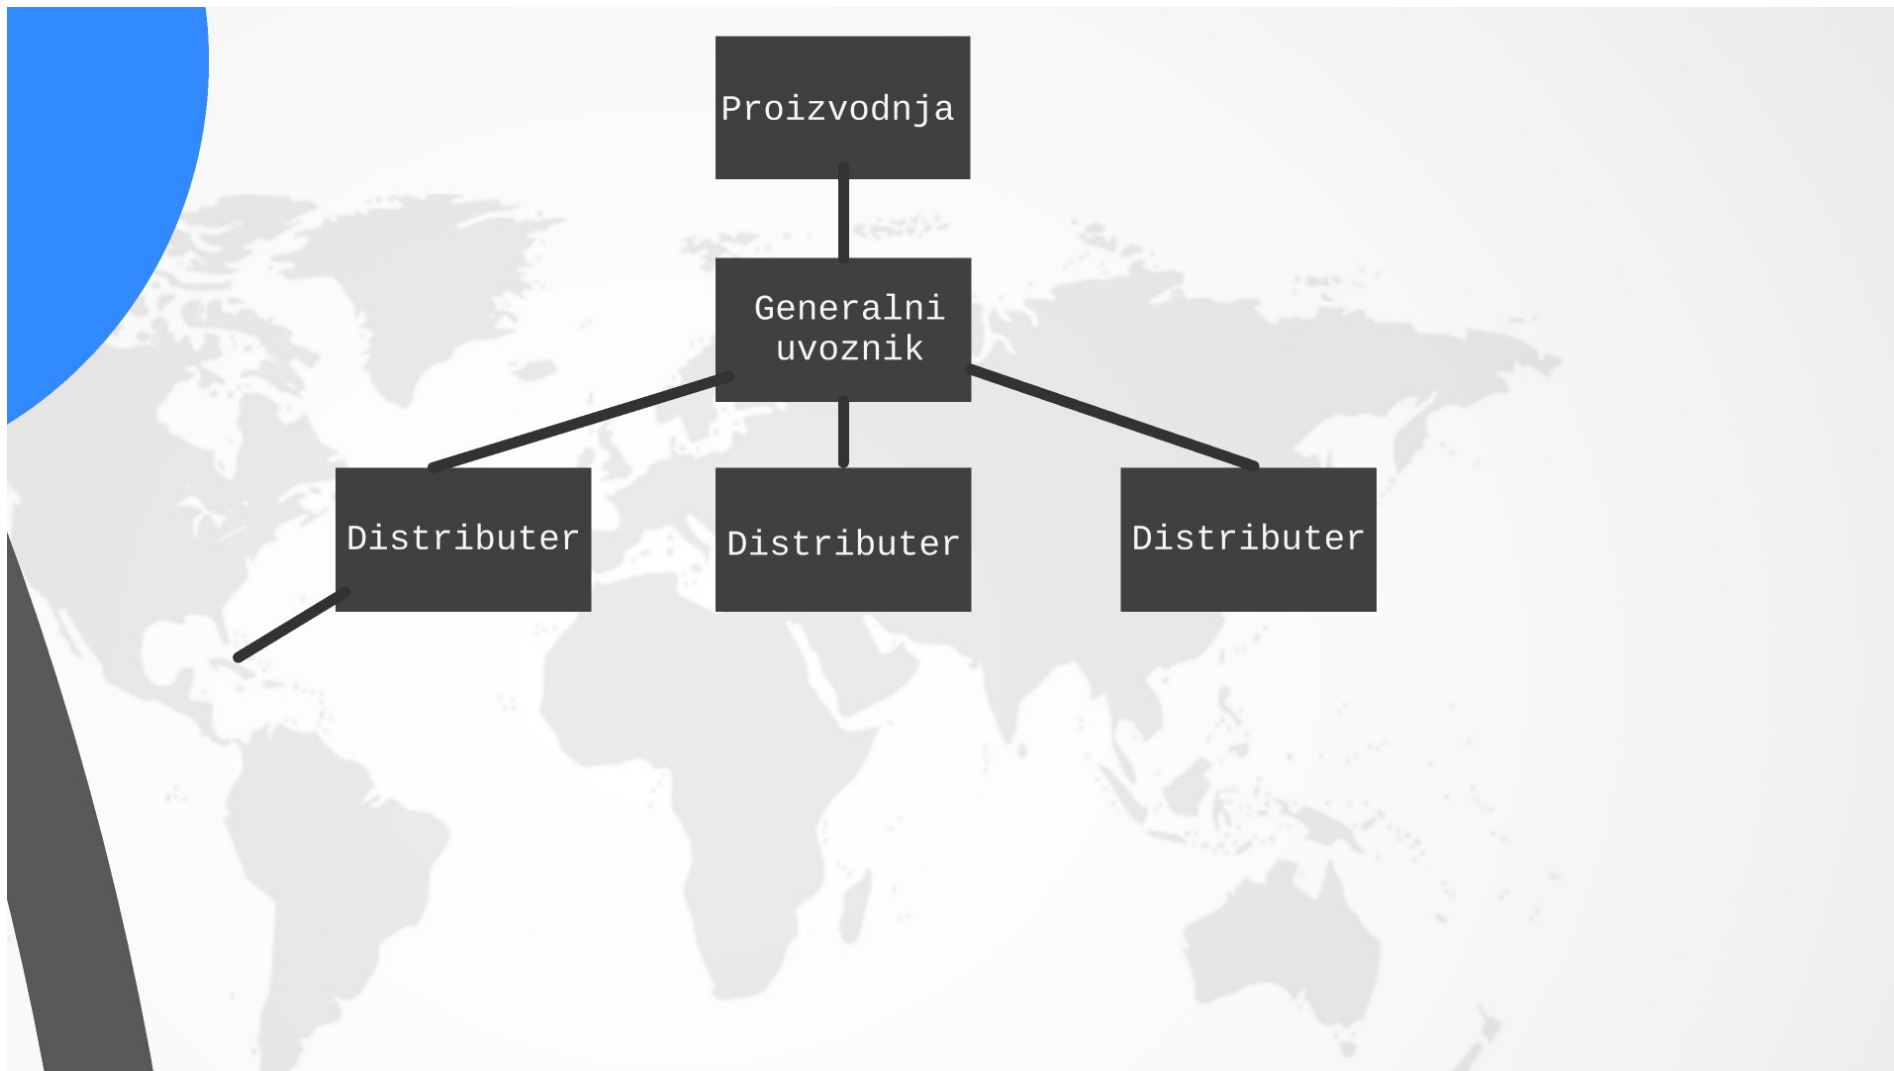 Proizvodnja
Generalni
uvoznik
Distributer
Distributer
Distributer